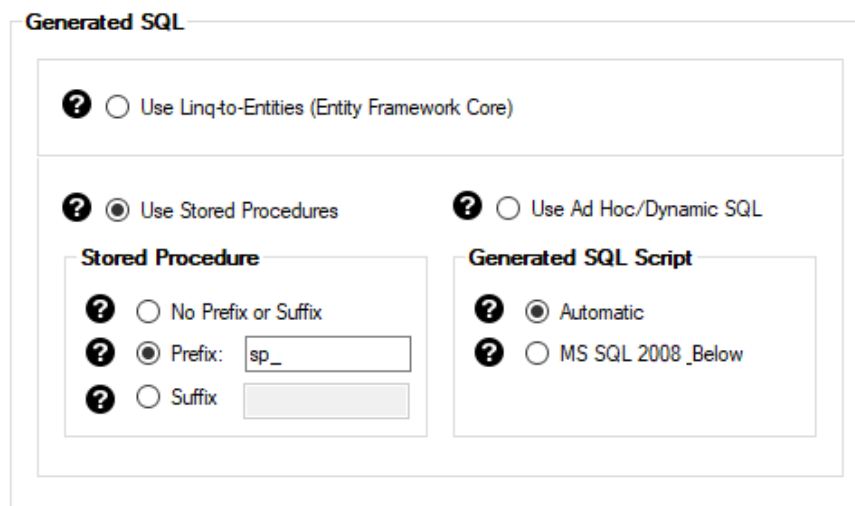 Generated SQL
? Use Linq-to-Entities (Entity Framework Core)
? Use Stored Procedures
? Use Ad Hoc/Dynamic SQL
Stored Procedure
? No Prefix or Suffix
? Prefix: sp_
? Suffix
Generated SQL Script
? Automatic
? MS SQL 2008 _Below